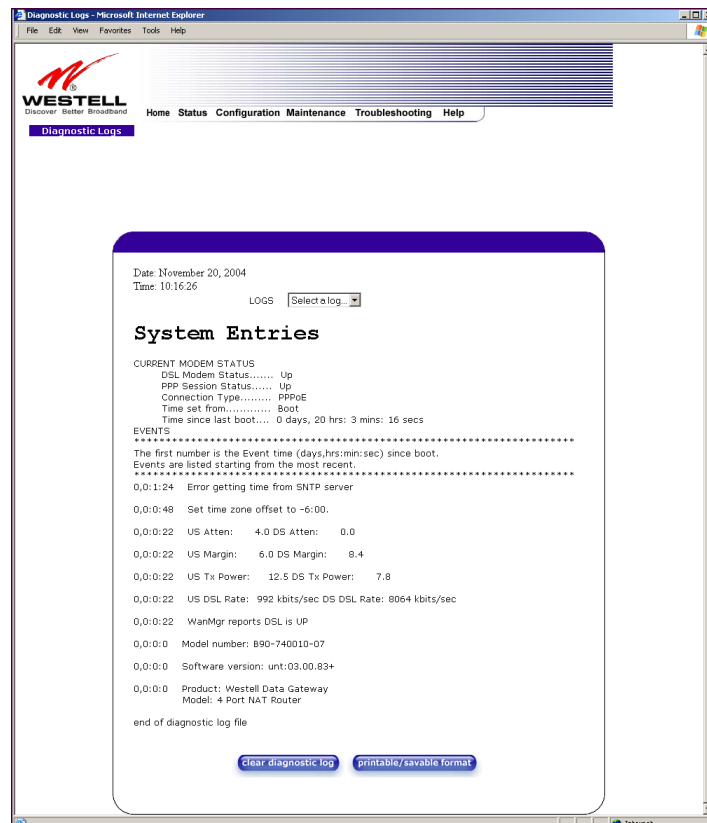 Diagnostic Logs - Microsoft Internet Explorer
File Edit View Favorites Tools Help
WESTELL
®
Discover Better Broadband
Home Status Configuration Maintenance Troubleshooting Help
Diagnostic Logs
Date: November 20, 2004
Time: 10:16:26
LOGS Select a log...
System Entries
CURRENT MODEM STATUS
DSL Modem Status....... Up
PPP Session Status...... Up
Connection Type......... PPPoE
Time set from............. Boot
Time since last boot.... 0 days, 20 hrs: 3 mins: 16 secs
EVENTS
**********************************************************************
The first number is the Event time (days,hrs:min:sec) since boot.
Events are listed starting from the most recent.
**********************************************************************
0,0:1:24 Error getting time from SNTP server
0,0:0:48 Set time zone offset to -6:00.
0,0:0:22 US Atten: 4.0 DS Atten: 0.0
0,0:0:22 US Margin: 6.0 DS Margin: 8.4
0,0:0:22 US Tx Power: 12.5 DS Tx Power: 7.8
0,0:0:22 US DSL Rate: 992 kbits/sec DS DSL Rate: 8064 kbits/sec
0,0:0:22 WanMgr reports DSL is UP
0,0:0:0 Model number: B90-740010-07
0,0:0:0 Software version: unt:03.00.83+
0,0:0:0 Product: Westell Data Gateway
Model: 4 Port NAT Router
end of diagnostic log file
clear diagnostic log printable/savable format
Internet